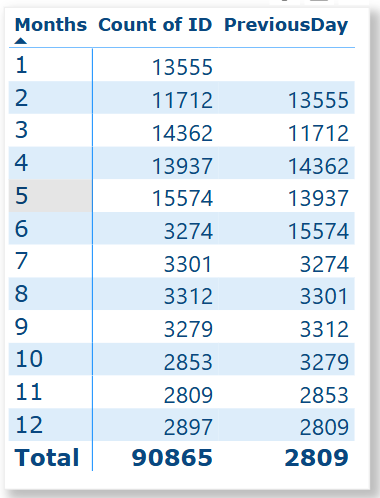 Months Count of ID PreviousDay
1 13555
2 11712 13555
3 14362 11712
4 13937 14362
5 15574 13937
6 3274 15574
7 3301 3274
8 3312 3301
9 3279 3312
10 2853 3279
11 2809 2853
12 2897 2809
Total 90865 2809